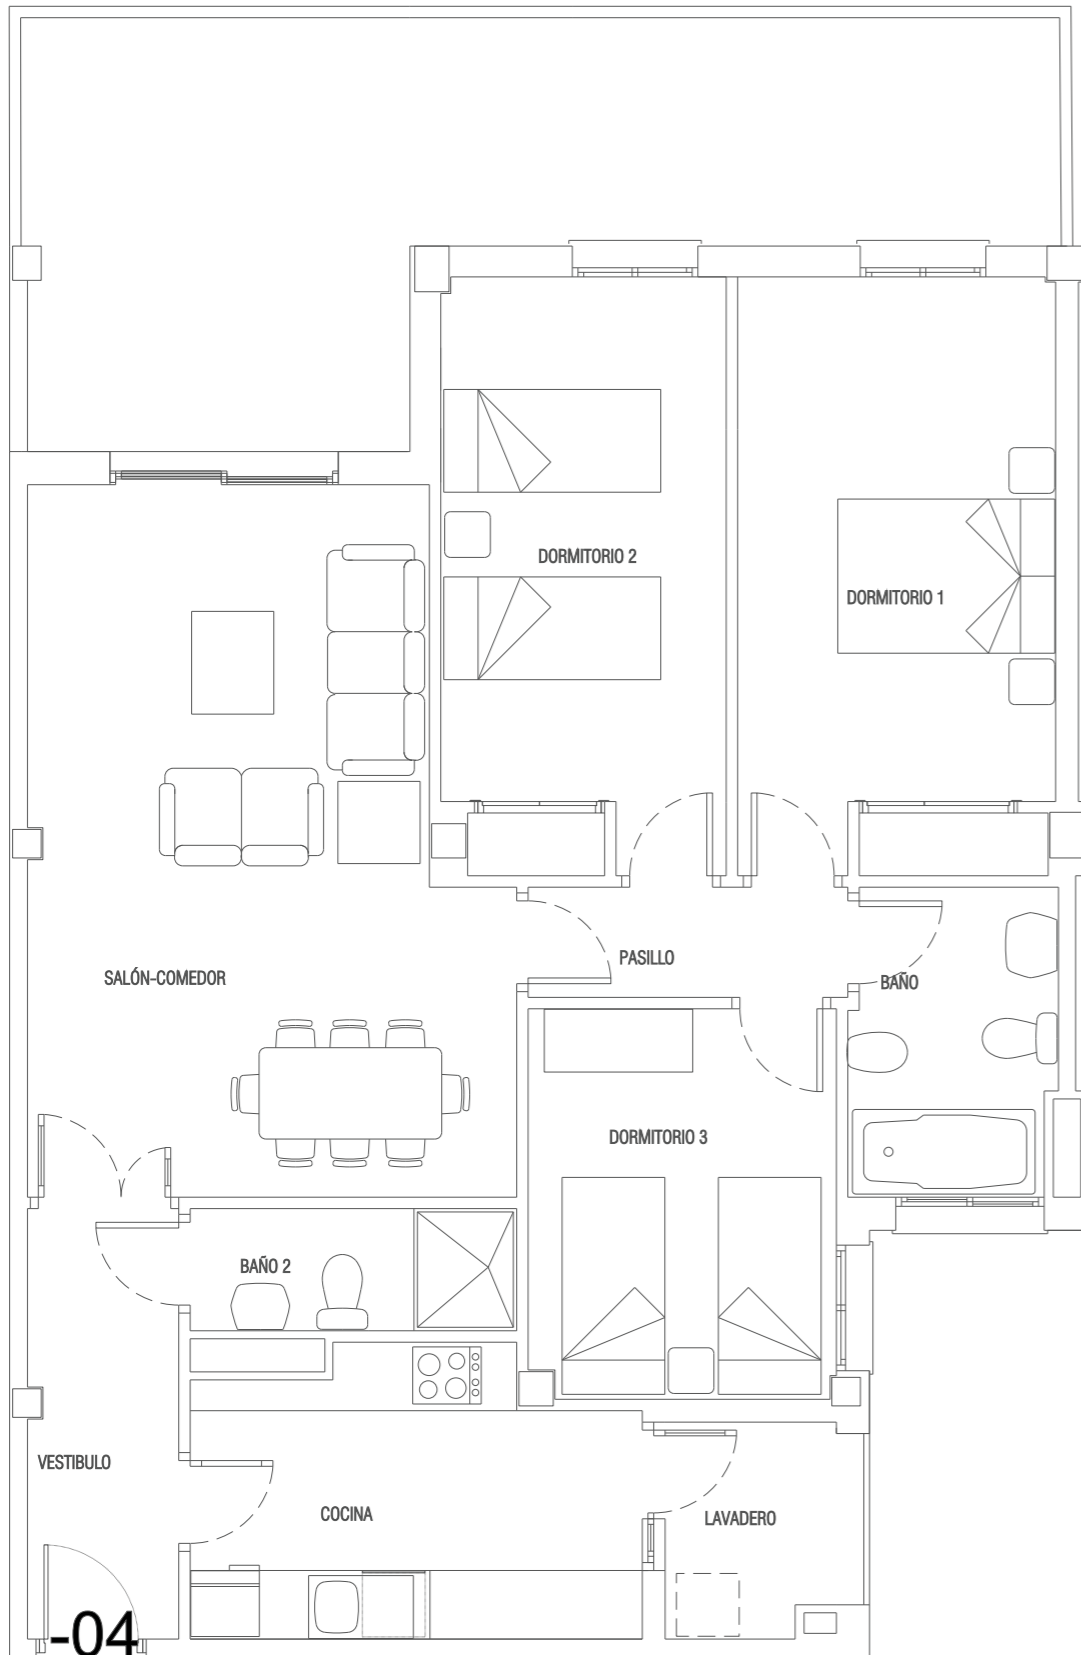 DORMITORIO 2
DORMITORIO 1
SALÓN-COMEDOR
PASILLO
BAÑO
DORMITORIO 3
BAÑO 2
VESTIBULO
COCINA
LAVADERO
-04